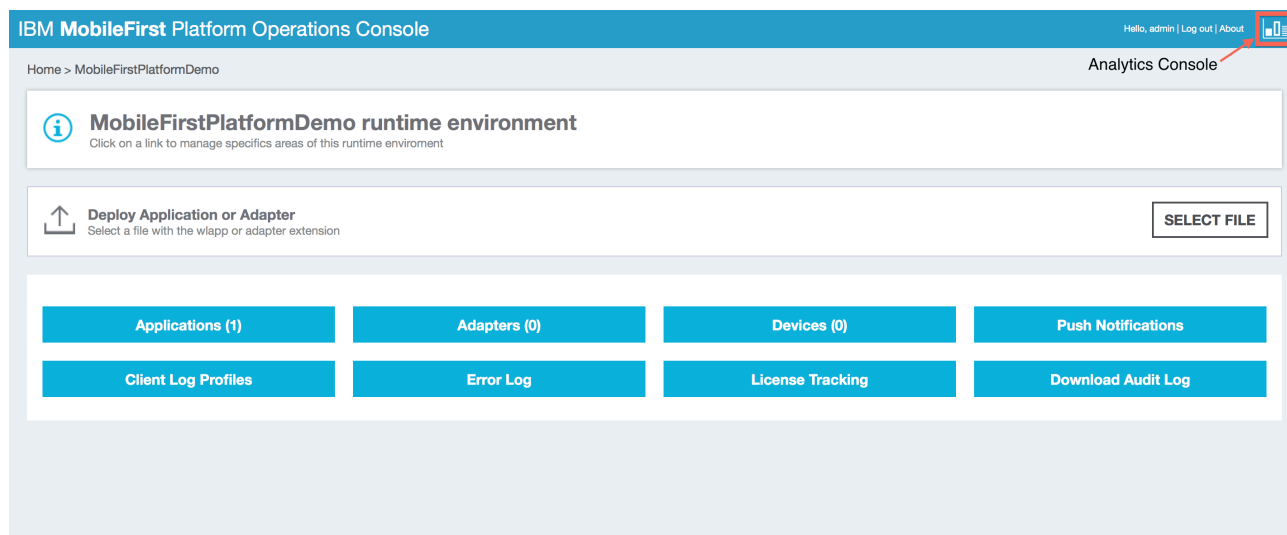 IBM MobileFirst Platform Operations Console
Hello, admin | Log out | About
Home > MobileFirstPlatformDemo
Analytics Console
MobileFirstPlatformDemo runtime environment
Click on a link to manage specifics areas of this runtime enviroment
Deploy Application or Adapter
Select a file with the wlapp or adapter extension
SELECT FILE
Applications (1)
Adapters (0)
Devices (0)
Push Notifications
Client Log Profiles
Error Log
License Tracking
Download Audit Log